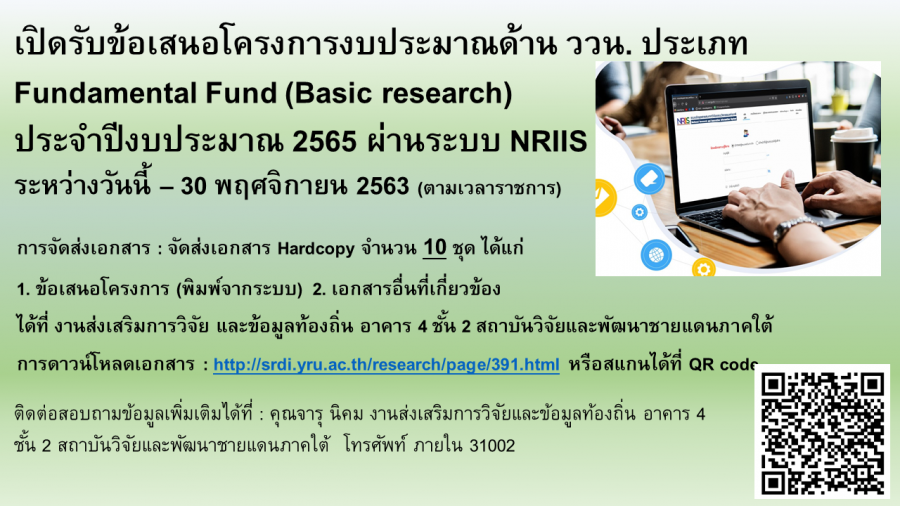 เปิดรับข้อเสนอโครงการงบประมาณด้าน ววน. ประเภท
Fundamental Fund (Basic research)
ประจำปีงบประมาณ 2565 ผ่านระบบ NRIIS
ระหว่างวันนี้ – 30 พฤศจิกายน 2563 (ตามเวลาราชการ)
การจัดส่งเอกสาร : จัดส่งเอกสาร Hardcopy จำนวน 10 ชุด ได้แก่
1. ข้อเสนอโครงการ (พิมพ์จากระบบ) 2. เอกสารอื่นที่เกี่ยวข้อง
ได้ที่ งานส่งเสริมการวิจัย และข้อมูลท้องถิ่น อาคาร 4 ชั้น 2 สถาบันวิจัยและพัฒนาชายแดนภาคใต้
การดาวน์โหลดเอกสาร : http://srdi.yru.ac.th/research/page/391.html หรือสแกนได้ที่ QR code
ติดต่อสอบถามข้อมูลเพิ่มเติมได้ที่ : คุณจารุ นิคม งานส่งเสริมการวิจัยและข้อมูลท้องถิ่น อาคาร 4
ชั้น 2 สถาบันวิจัยและพัฒนาชายแดนภาคใต้ โทรศัพท์ ภายใน 31002
NRIIS